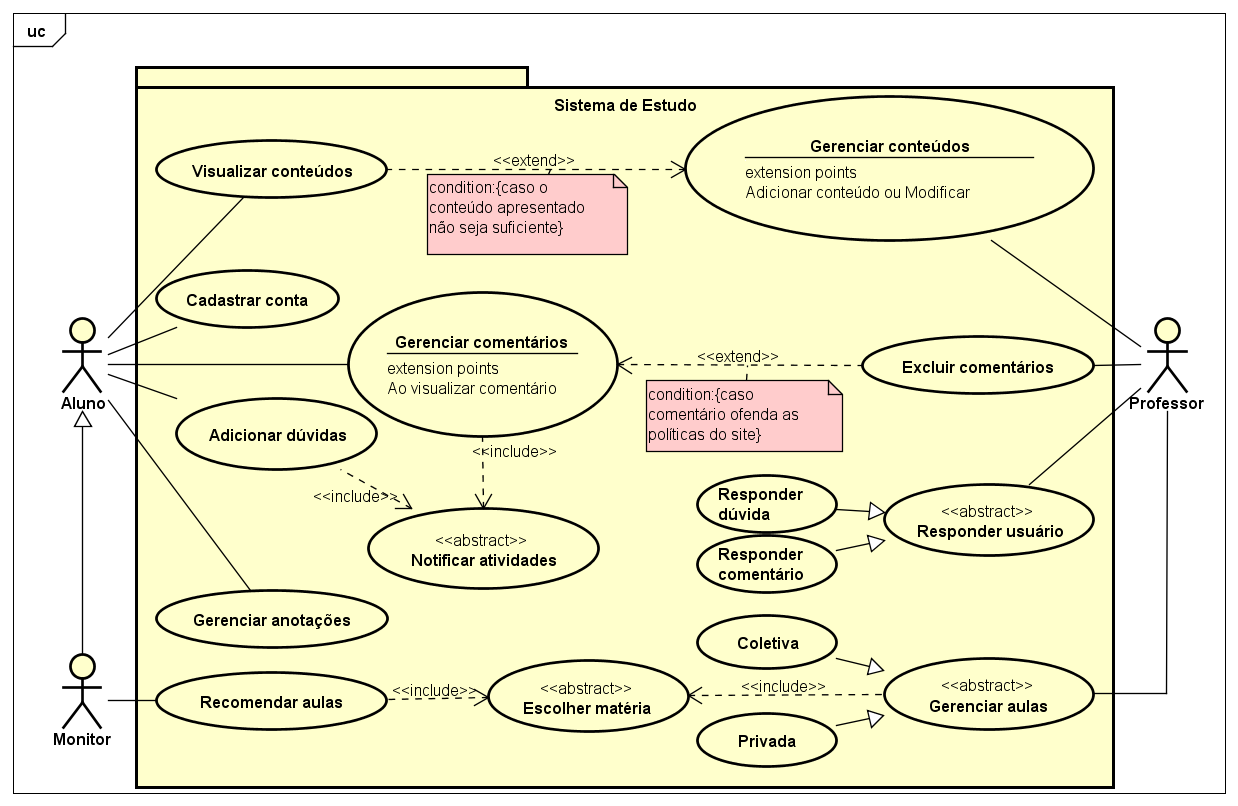 uc
Sistema de Estudo
Visualizar conteúdos
<<extend>>
condition:{caso o
conteúdo apresentado
não seja suficiente}
Gerenciar conteúdos
extension points
Adicionar conteúdo ou Modificar
Cadastrar conta
Gerenciar comentários
extension points
Ao visualizar comentário
<<extend>>
condition:{caso
comentário ofenda as
políticas do site}
Excluir comentários
Aluno
Professor
Adicionar dúvidas
<<include>>
<<include>>
<<abstract>>
Notificar atividades
Responder
dúvida
Responder
comentário
<<abstract>>
Responder usuário
Gerenciar anotações
Coletiva
Monitor
Recomendar aulas
<<include>>
<<abstract>>
Escolher matéria
<<include>>
<<abstract>>
Gerenciar aulas
Privada